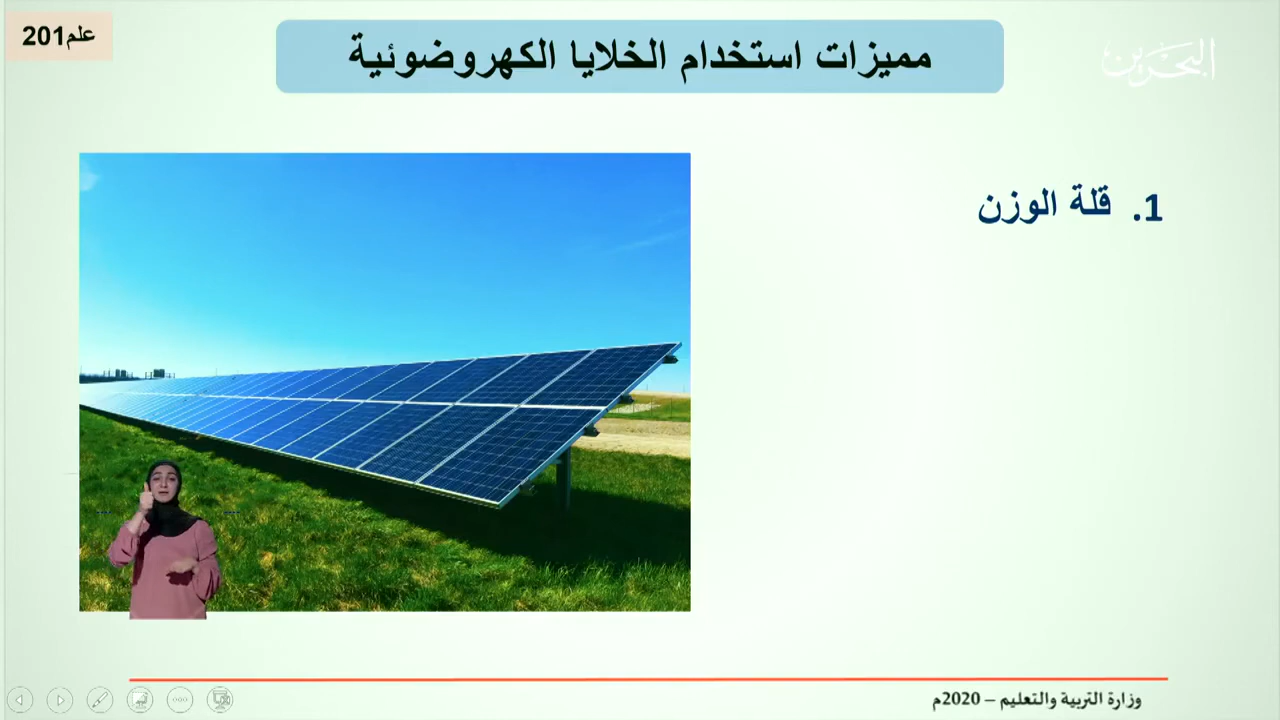 علم201
مميزات استخدام الخلايا الكهروضوئية
البحرين
1. قلة الوزن
وزارة التربية والتعليم – 2020م